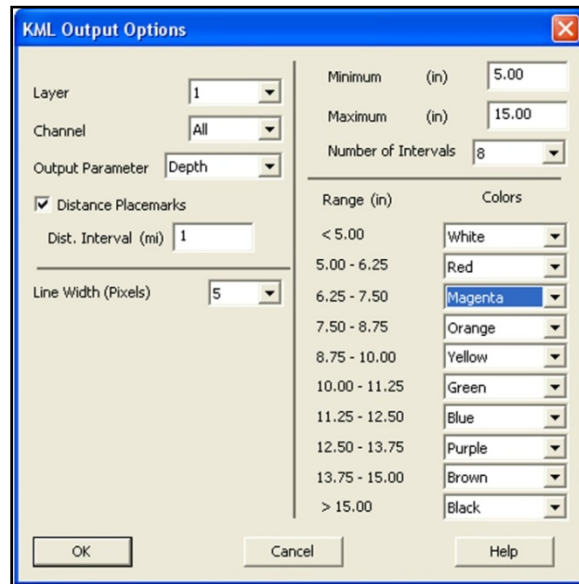 KML Output Options
Layer 1
Channel All
Output Parameter Depth
Distance Placemarks
Dist. Interval (mi) 1
Line Width (Pixels) 5
Minimum (in) 5.00
Maximum (in) 15.00
Number of Intervals 8
Range (in) Colors
< 5.00 White
5.00 - 6.25 Red
6.25 - 7.50 Magenta
7.50 - 8.75 Orange
8.75 - 10.00 Yellow
10.00 - 11.25 Green
11.25 - 12.50 Blue
12.50 - 13.75 Purple
13.75 - 15.00 Brown
> 15.00 Black
OK Cancel Help